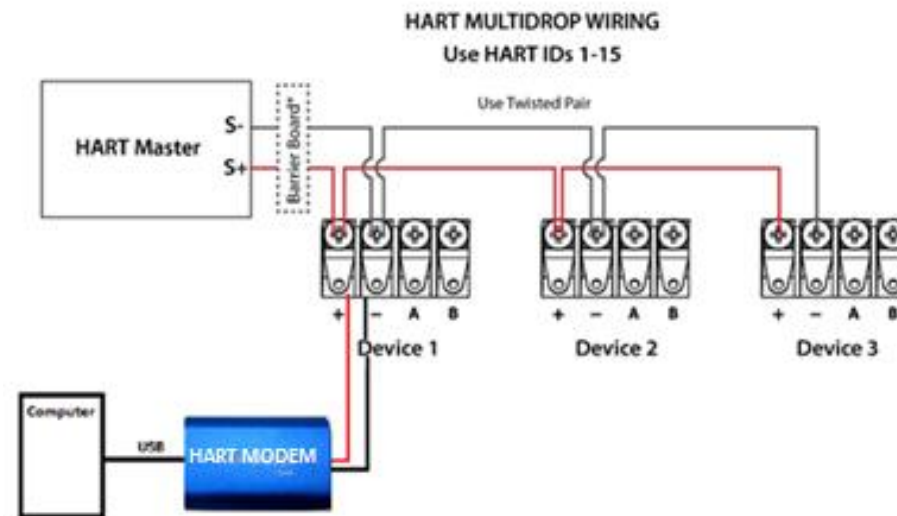 HART MULTIDROP WIRING
Use HART IDs 1-15
Use Twisted Pair
HART Master
S-
S+
Barrier Board*
+ − A B
+ − A B
+ − A B
Device 1
Device 2
Device 3
Computer
USB
HART MODEM